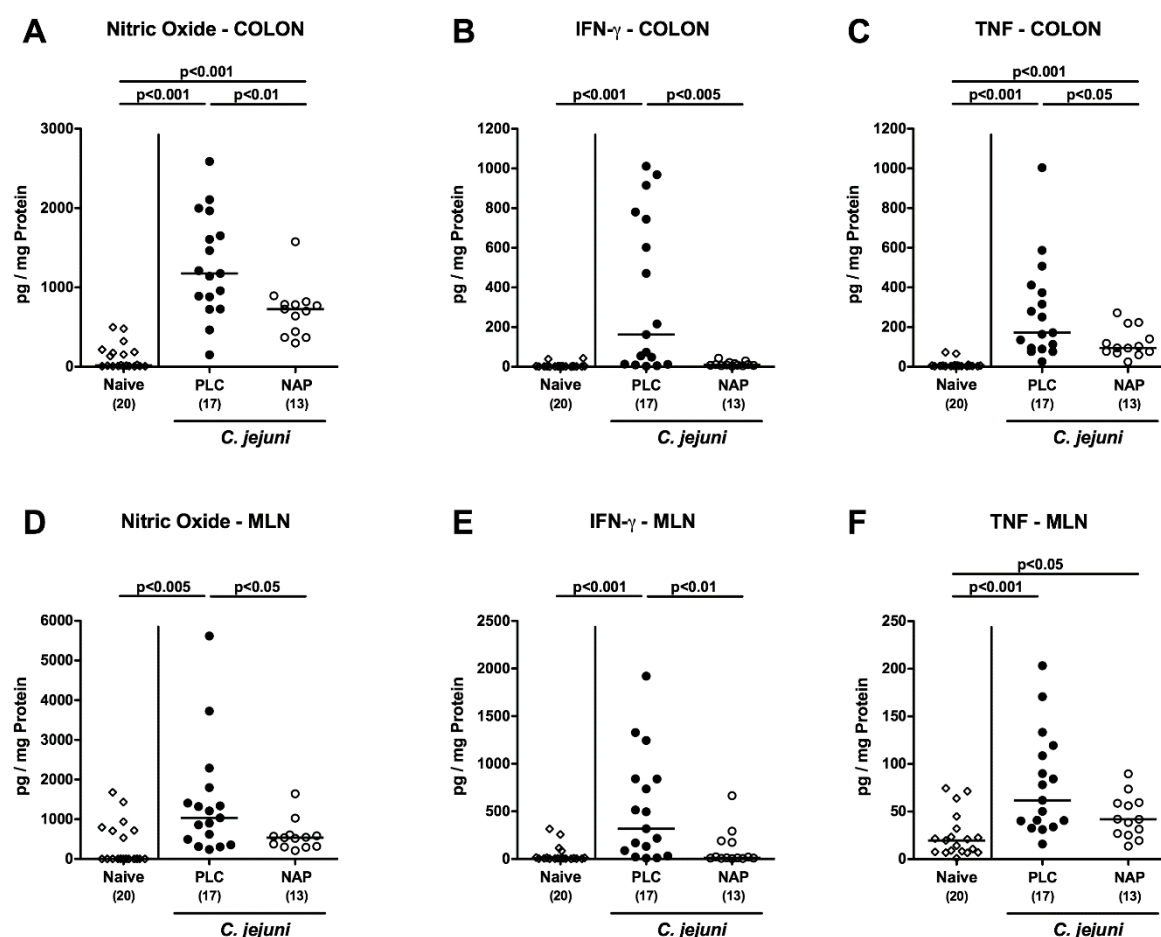 A Nitric Oxide - COLON
p<0.001
p<0.001 p<0.01
pg / mg Protein
3000
2000
1000
0
Naive PLC NAP
(20) (17) (13)
C. jejuni
B IFN-γ - COLON
p<0.001 p<0.005
pg / mg Protein
1200
1000
800
600
400
200
0
Naive PLC NAP
(20) (17) (13)
C. jejuni
C TNF - COLON
p<0.001
p<0.001 p<0.05
pg / mg Protein
1200
1000
800
600
400
200
0
Naive PLC NAP
(20) (17) (13)
C. jejuni
D Nitric Oxide - MLN
p<0.005 p<0.05
pg / mg Protein
6000
5000
4000
3000
2000
1000
0
Naive PLC NAP
(20) (17) (13)
C. jejuni
E IFN-γ - MLN
p<0.001 p<0.01
pg / mg Protein
2500
2000
1500
1000
500
0
Naive PLC NAP
(20) (17) (13)
C. jejuni
F TNF - MLN
p<0.05
p<0.001
pg / mg Protein
250
200
150
100
50
0
Naive PLC NAP
(20) (17) (13)
C. jejuni